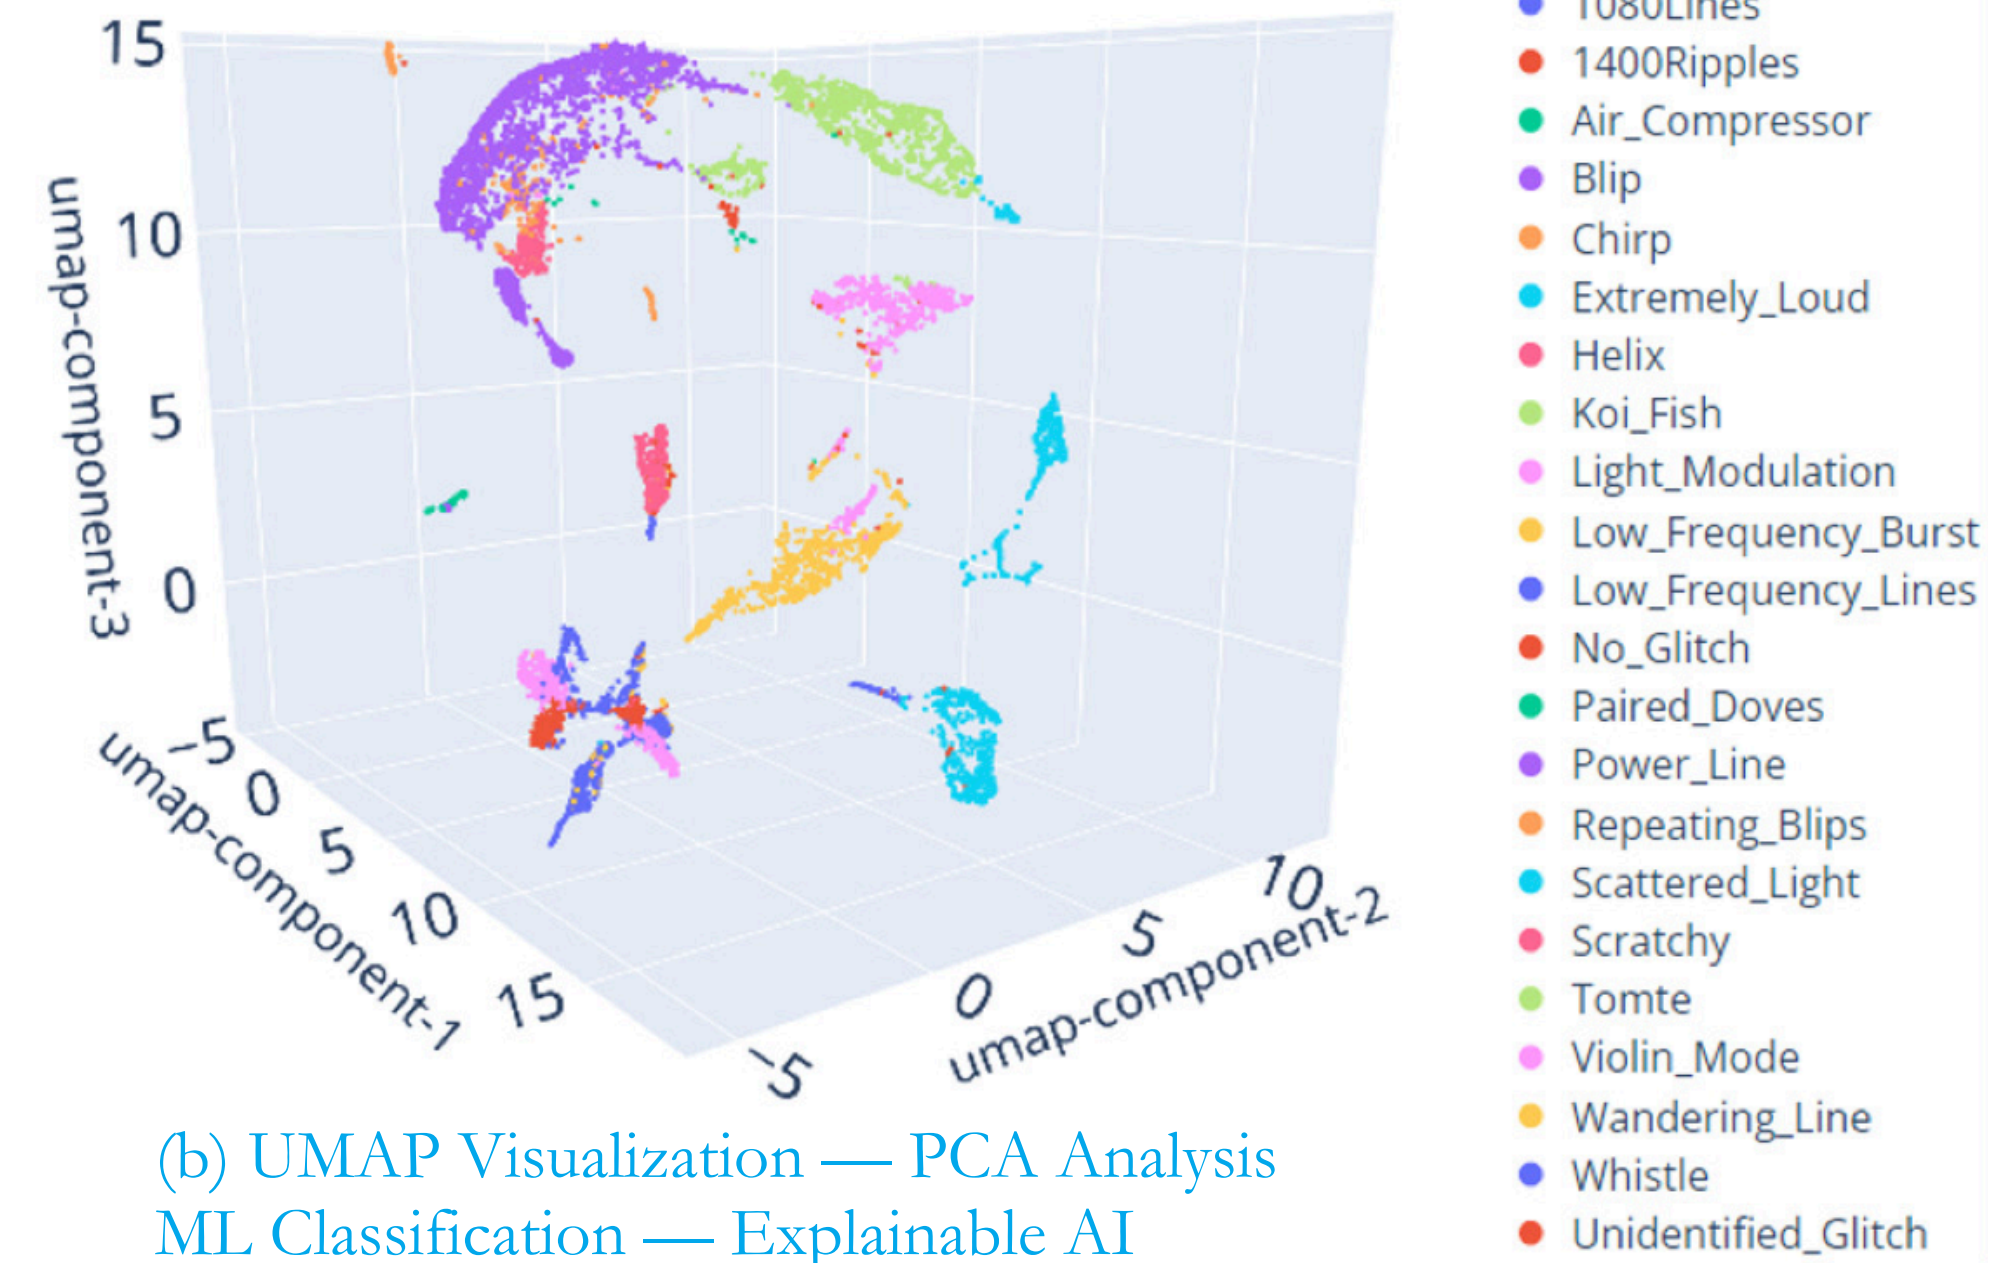 15
10
5
0
umap-component-3
−5
0
5
10
15
umap-component-1
−5
0
5
10
umap-component-2
1080Lines
1400Ripples
Air_Compressor
Blip
Chirp
Extremely_Loud
Helix
Koi_Fish
Light_Modulation
Low_Frequency_Burst
Low_Frequency_Lines
No_Glitch
Paired_Doves
Power_Line
Repeating_Blips
Scattered_Light
Scratchy
Tomte
Violin_Mode
Wandering_Line
Whistle
Unidentified_Glitch
(b) UMAP Visualization — PCA Analysis
ML Classification — Explainable AI